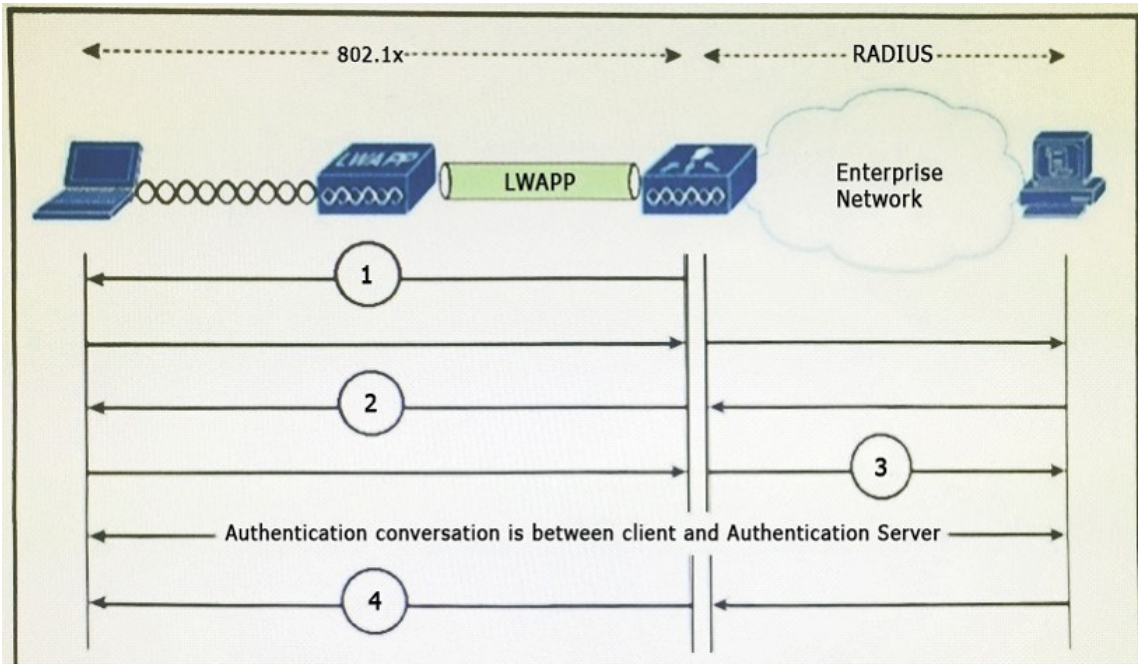 802.1x
RADIUS
LWAPP
LWAPP
Enterprise
Network
1
2
3
Authentication conversation is between client and Authentication Server
4